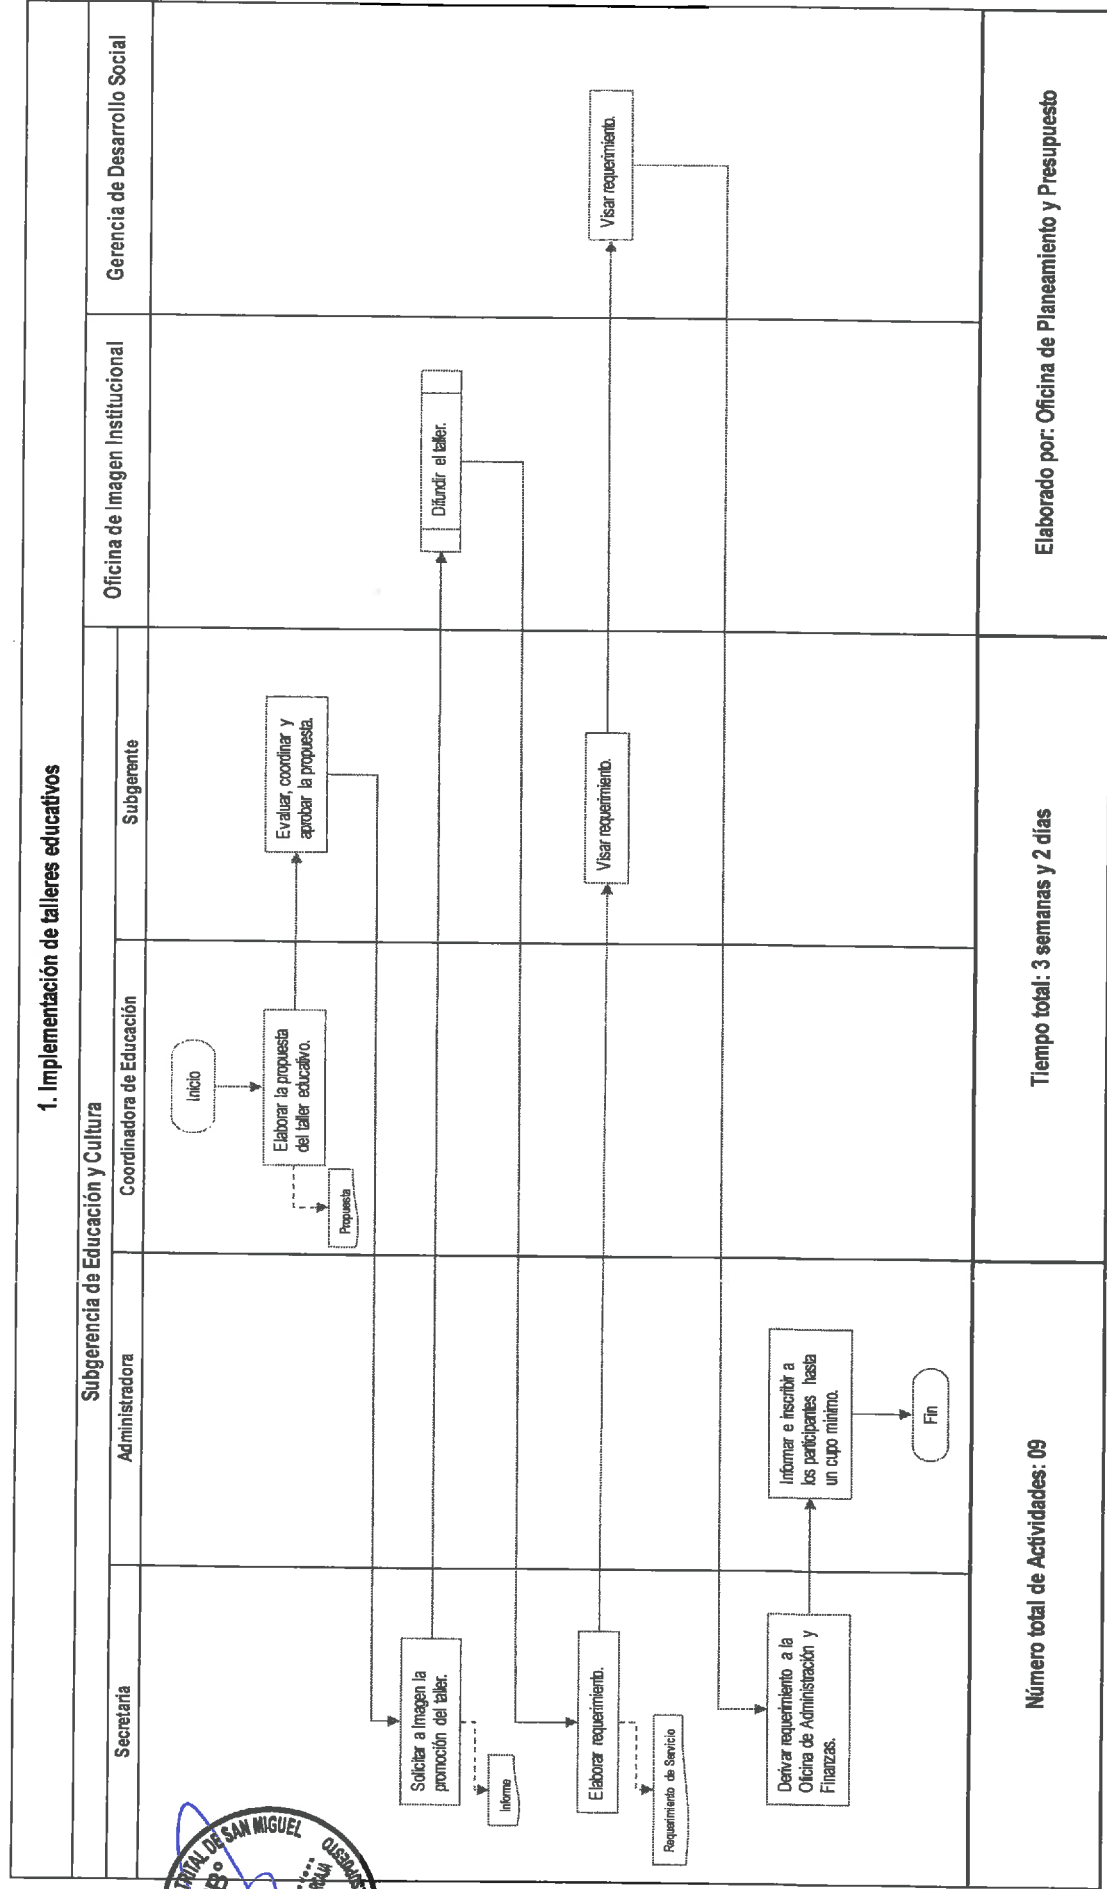 1. Implementación de talleres educativos
Subgerencia de Educación y Cultura
Oficina de Imagen Institucional
Gerencia de Desarrollo Social
Secretaria
Administradora
Coordinadora de Educación
Subgerente
Inicio
Elaborar la propuesta
del taller educativo.
Propuesta
Evaluar, coordinar y
aprobar la propuesta.
Solicitar a Imagen la
promoción del taller.
Informe
Difundir el taller.
Elaborar requerimiento.
Requerimiento de Servicio
Visar requerimiento.
Visar requerimiento.
Derivar requerimiento a la
Oficina de Administración y
Finanzas.
Informar e inscribir a
los participantes hasta
un cupo mínimo.
Fin
Número total de Actividades: 09
Tiempo total: 3 semanas y 2 días
Elaborado por: Oficina de Planeamiento y Presupuesto
DE SAN MIGUEL